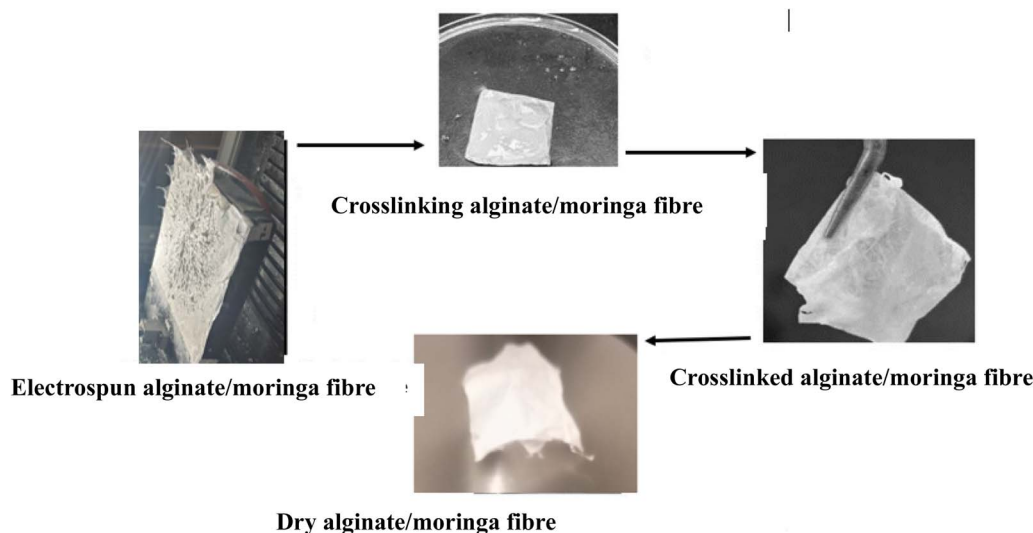 Crosslinking alginate/moringa fibre
Electrospun alginate/moringa fibre
Crosslinked alginate/moringa fibre
Dry alginate/moringa fibre